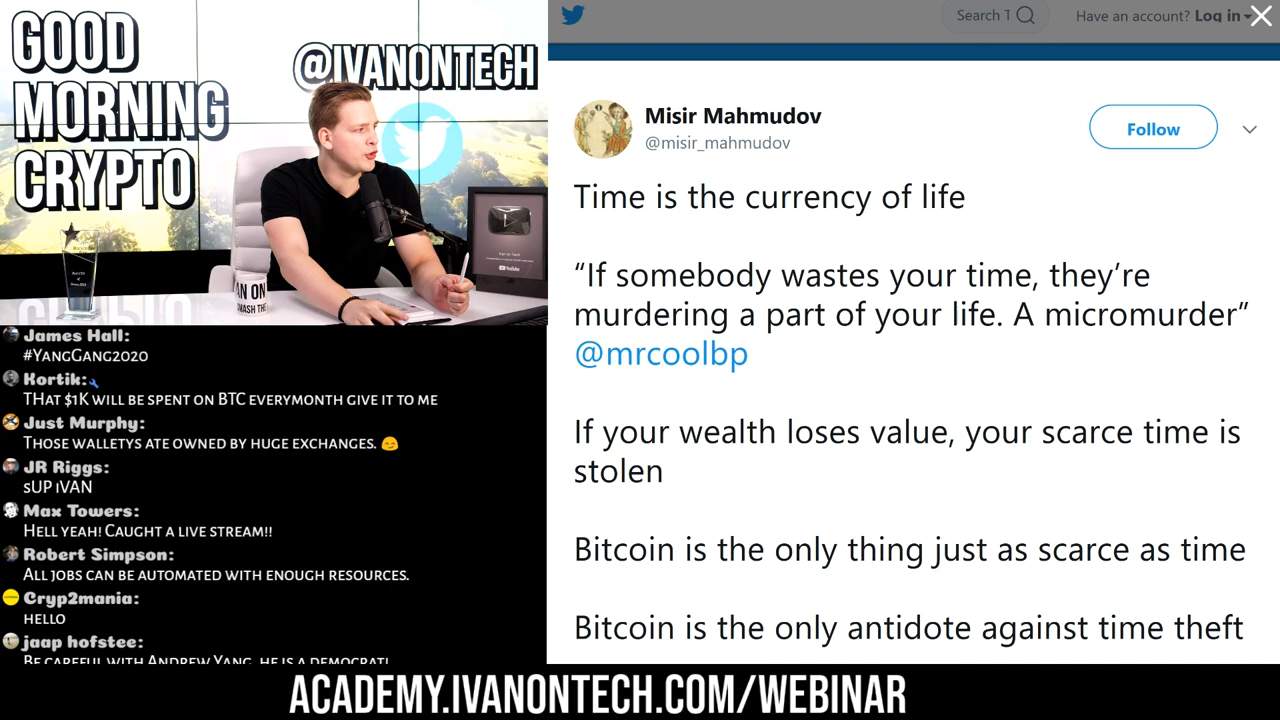 GOOD
MORNING
CRYPTO
@IVANONTECH
AN ON
SMASH THE
YouTube
James Hall:
#YangGang2020
Kortik:
THat $1K will be spent on BTC everymonth give it to me
Just Murphy:
Those walletys ate owned by huge exchanges.
JR Riggs:
sUP iVAN
Max Towers:
Hell yeah! Caught a live stream!!
Robert Simpson:
All jobs can be automated with enough resources.
Cryp2mania:
hello
jaap hofstee:
Be careful with Andrew Yang, he is a democrat!
Search T
Have an account? Log in
Misir Mahmudov
@misir_mahmudov
Follow
Time is the currency of life
“If somebody wastes your time, they’re
murdering a part of your life. A micromurder”
@mrcoolbp
If your wealth loses value, your scarce time is
stolen
Bitcoin is the only thing just as scarce as time
Bitcoin is the only antidote against time theft
ACADEMY.IVANONTECH.COM/WEBINAR